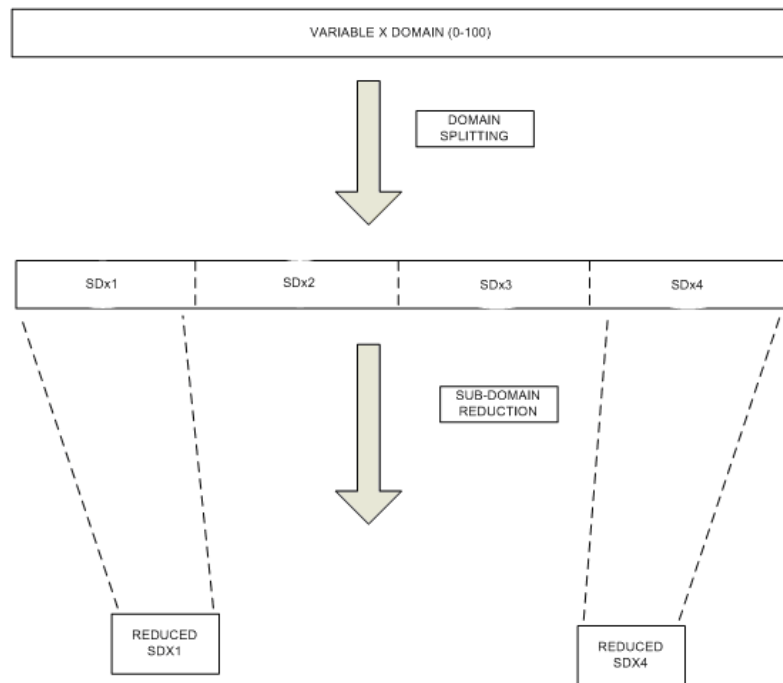 VARIABLE X DOMAIN (0-100)
DOMAIN
SPLITTING
SDx1
SDx2
SDx3
SDx4
SUB-DOMAIN
REDUCTION
REDUCED
SDX1
REDUCED
SDX4